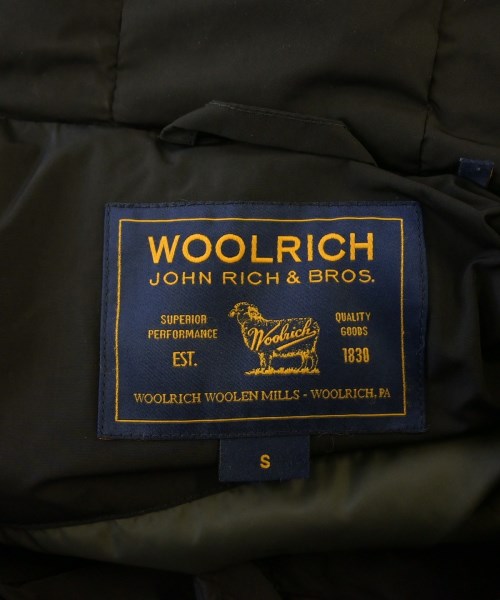 WOOLRICH
JOHN RICH & BROS.
SUPERIOR
PERFORMANCE
EST.
Woolrich
QUALITY
GOODS
1830
WOOLRICH WOOLEN MILLS - WOOLRICH, PA
S